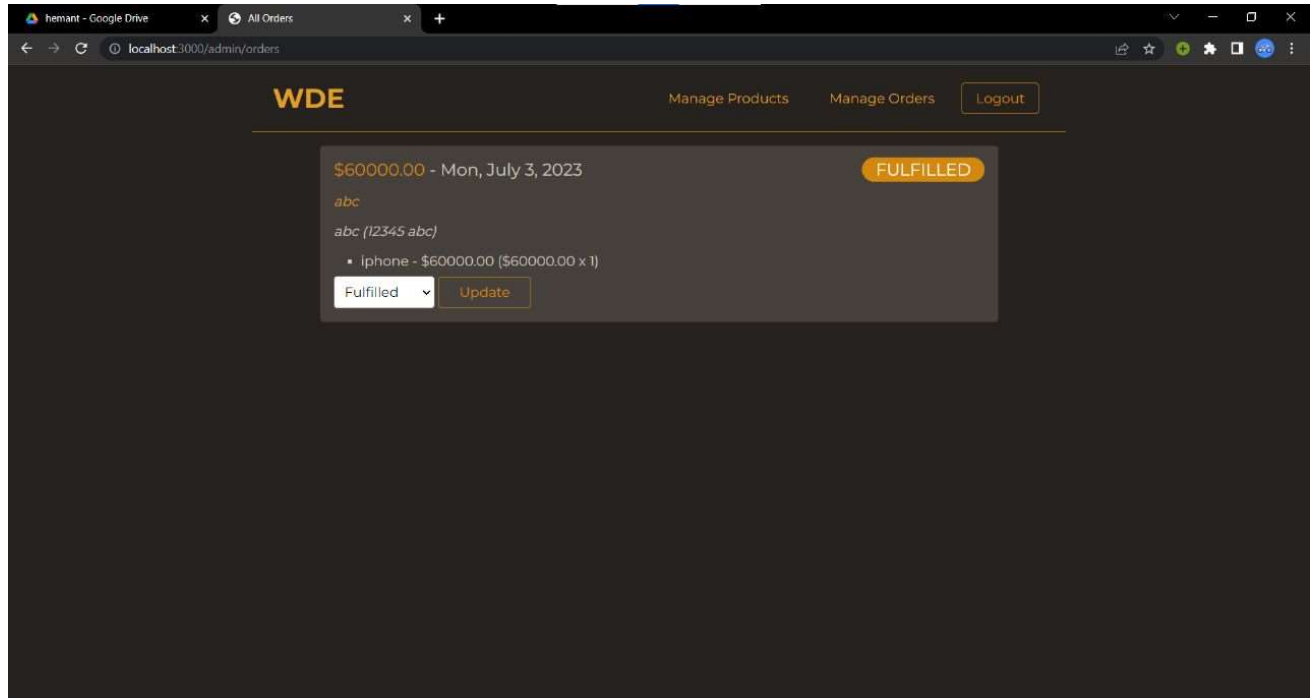 hemant - Google Drive
All Orders
localhost:3000/admin/orders
WDE
Manage Products
Manage Orders
Logout
$60000.00 - Mon, July 3, 2023
FULFILLED
abc
abc (12345 abc)
▪ iphone - $60000.00 ($60000.00 x 1)
Fulfilled
Update